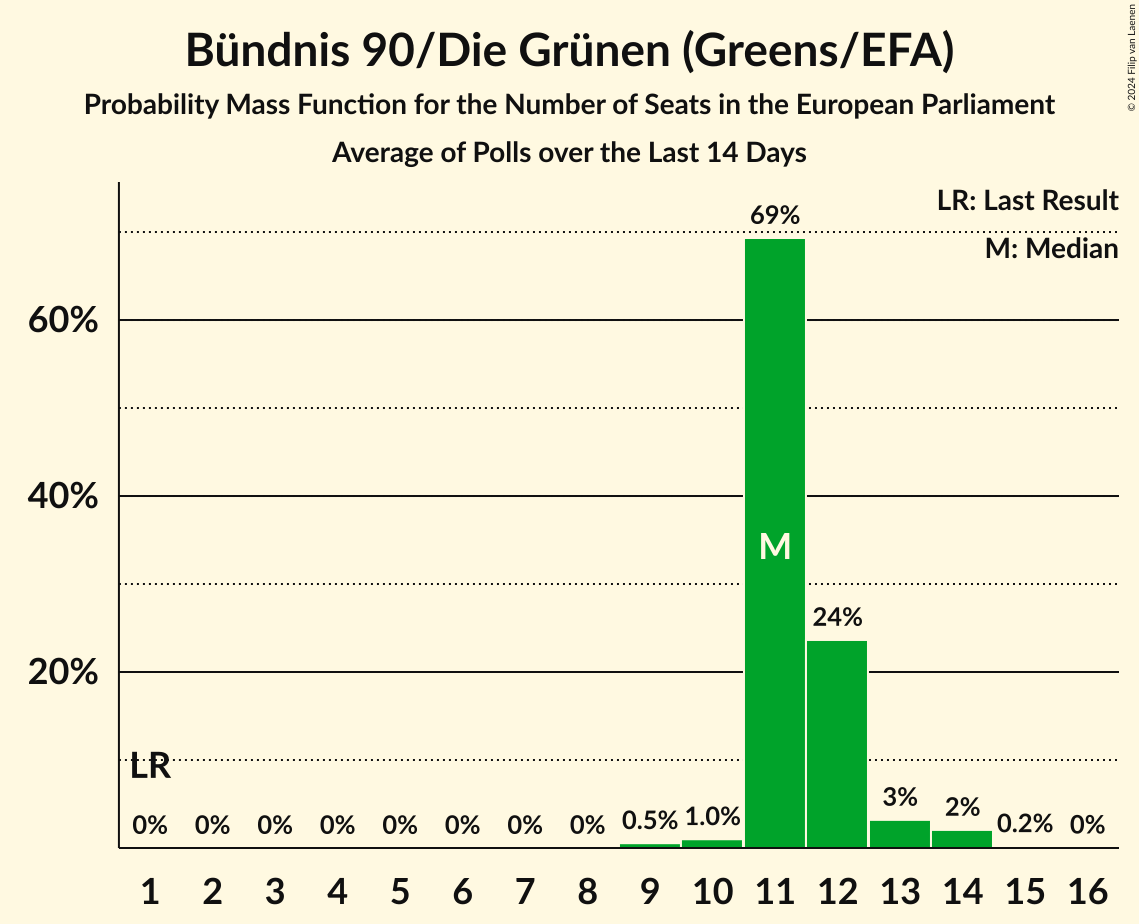 Bündnis 90/Die Grünen (Greens/EFA)
Probability Mass Function for the Number of Seats in the European Parliament
Average of Polls over the Last 14 Days
© 2024 Filip van Laenen
LR: Last Result
M: Median
69%
60%
40%
M
24%
20%
LR
0% 0% 0% 0% 0% 0% 0% 0% 0.5% 1.0% 3% 2% 0.2% 0%
1 2 3 4 5 6 7 8 9 10 11 12 13 14 15 16